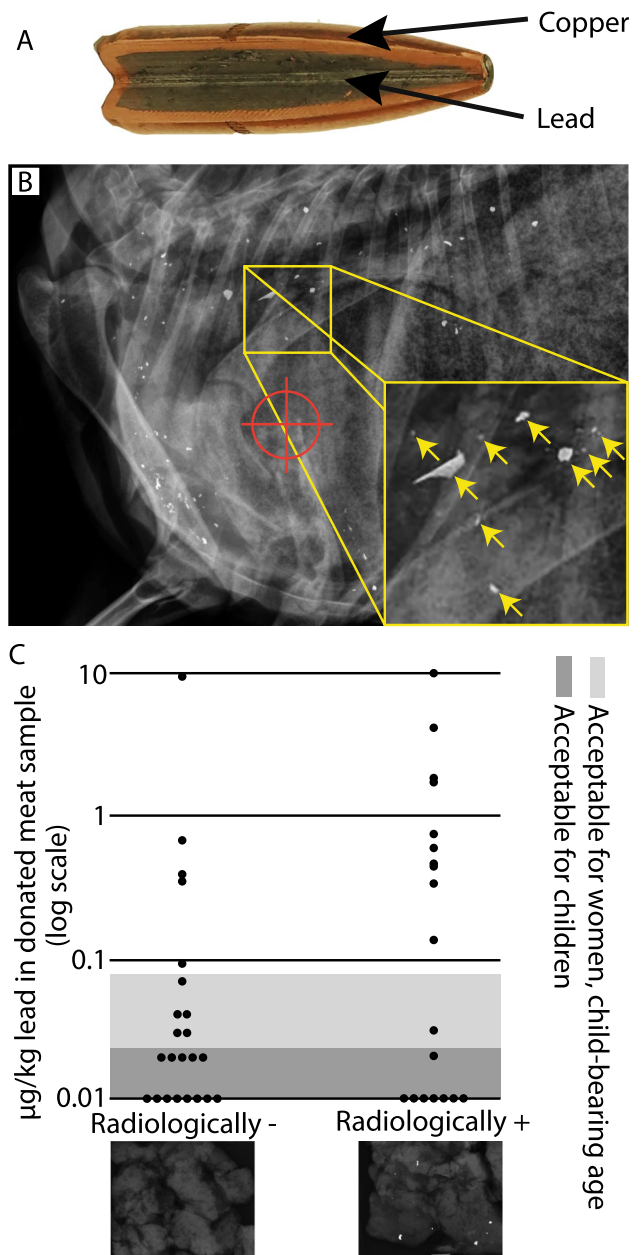 A
Copper
Lead
B
C
µg/kg lead in donated meat sample
(log scale)
10
1
0.1
0.01
Radiologically -
Radiologically +
Acceptable for women, child-bearing age
Acceptable for children